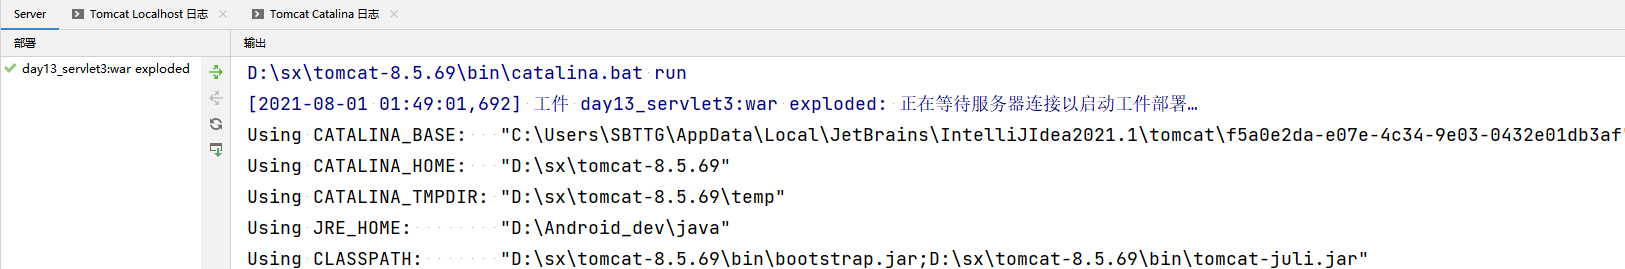 Server Tomcat Localhost 日志 Tomcat Catalina 日志
部署 输出
day13_servlet3:war exploded
D:\sx\tomcat-8.5.69\bin\catalina.bat run
[2021-08-01 01:49:01,692] 工件 day13_servlet3:war exploded: 正在等待服务器连接以启动工件部署…
Using CATALINA_BASE:   "C:\Users\SBTTG\AppData\Local\JetBrains\IntelliJIdea2021.1\tomcat\f5a0e2da-e07e-4c34-9e03-0432e01db3af"
Using CATALINA_HOME:   "D:\sx\tomcat-8.5.69"
Using CATALINA_TMPDIR: "D:\sx\tomcat-8.5.69\temp"
Using JRE_HOME:        "D:\Android_dev\java"
Using CLASSPATH:       "D:\sx\tomcat-8.5.69\bin\bootstrap.jar;D:\sx\tomcat-8.5.69\bin\tomcat-juli.jar"